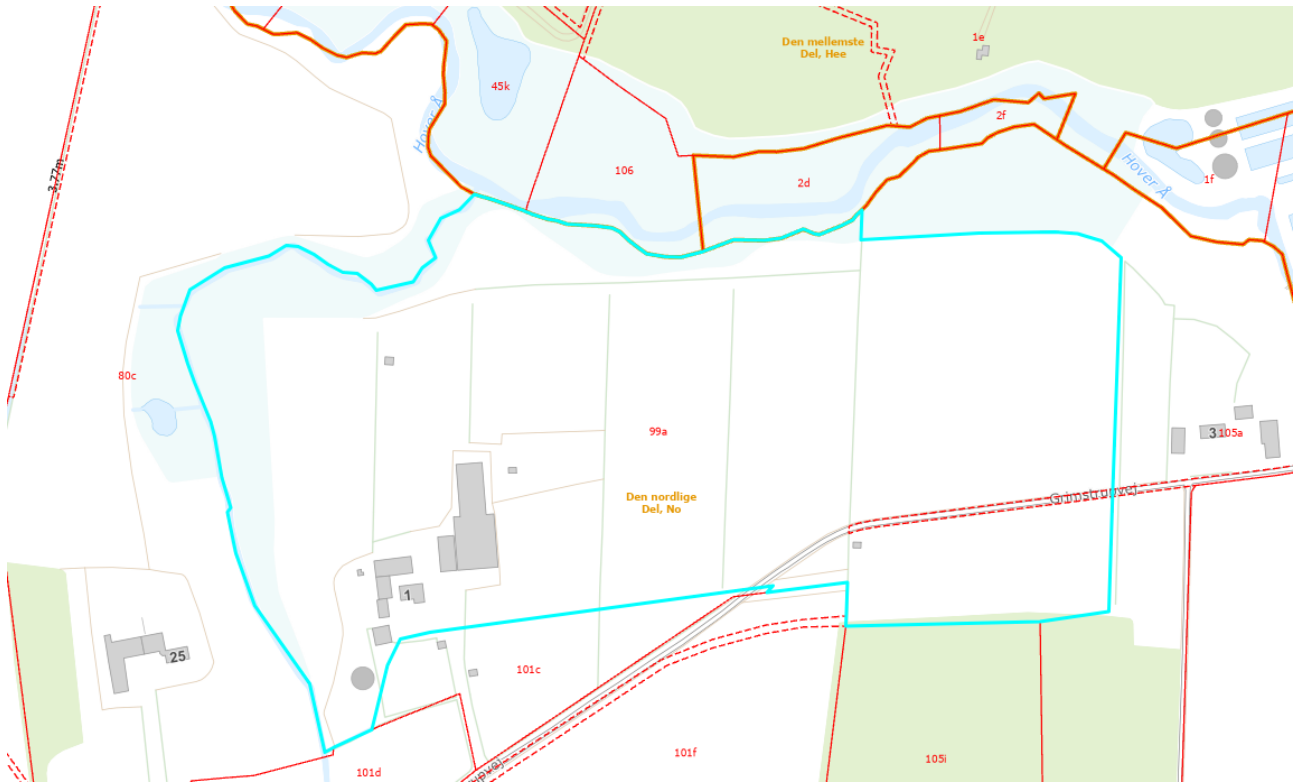 1e
Den mellemste
Del, Hee
45k
2f
Hover Å
3.77m
106
2d
Hover Å
1f
80c
99a
3
105a
Den nordlige
Del, No
1
25
101c
101f
105i
101d